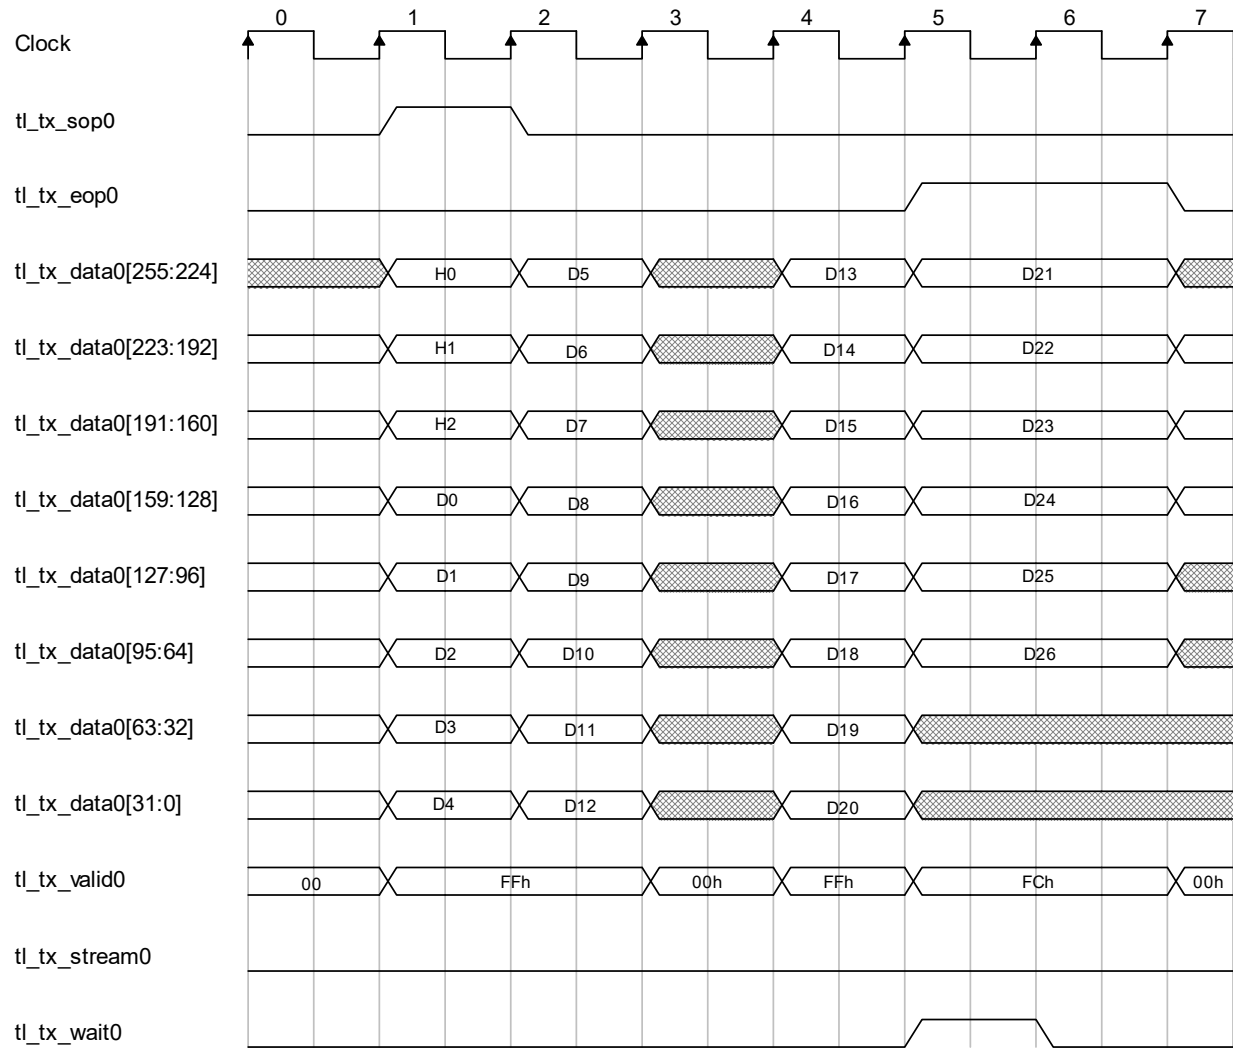 0 1 2 3 4 5 6 7
Clock
tl_tx_sop0
tl_tx_eop0
tl_tx_data0[255:224] H0 D5 D13 D21
tl_tx_data0[223:192] H1 D6 D14 D22
tl_tx_data0[191:160] H2 D7 D15 D23
tl_tx_data0[159:128] D0 D8 D16 D24
tl_tx_data0[127:96] D1 D9 D17 D25
tl_tx_data0[95:64] D2 D10 D18 D26
tl_tx_data0[63:32] D3 D11 D19
tl_tx_data0[31:0] D4 D12 D20
tl_tx_valid0 00 FFh 00h FFh FCh 00h
tl_tx_stream0
tl_tx_wait0